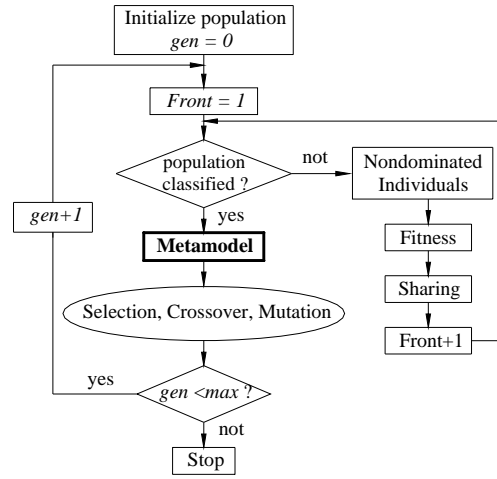 Initialize population
gen = 0
Front = 1
population
classified ?
not
Nondominated
Individuals
gen+1
yes
Metamodel
Fitness
Sharing
Selection, Crossover, Mutation
Front+1
yes
gen <max ?
not
Stop